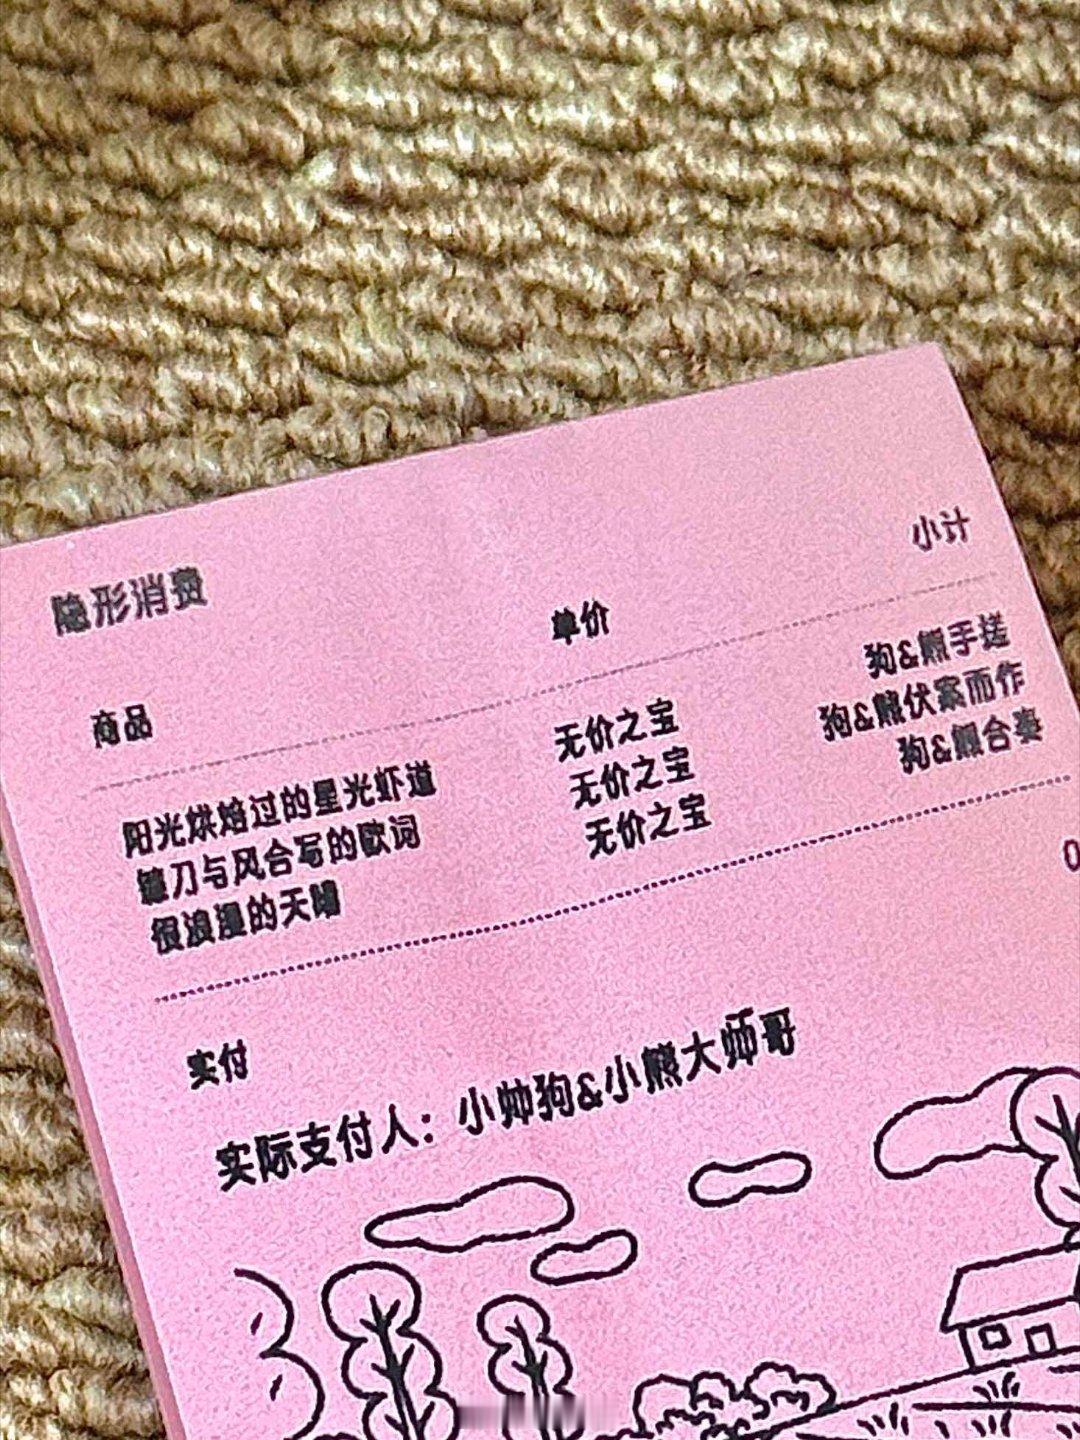 隐形消费
商品 单价 小计
阳光烘焙过的星光虾道 无价之宝 狗&熊手搓
镰刀与风合写的歌词 无价之宝 狗&熊伏案而作
很浪漫的天晴 无价之宝 狗&熊合奏
实付 0
实际支付人：小帅狗&小熊大师哥